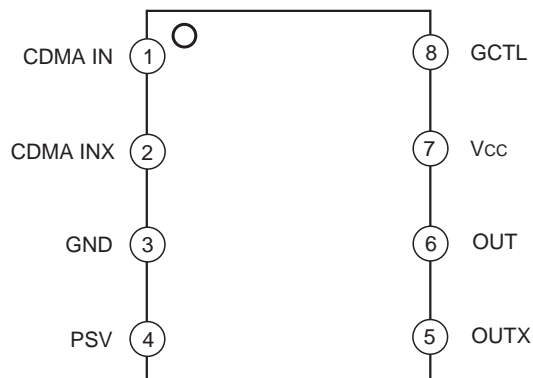 CDMA IN 1 8 GCTL
CDMA INX 2 7 Vcc
GND 3 6 OUT
PSV 4 5 OUTX